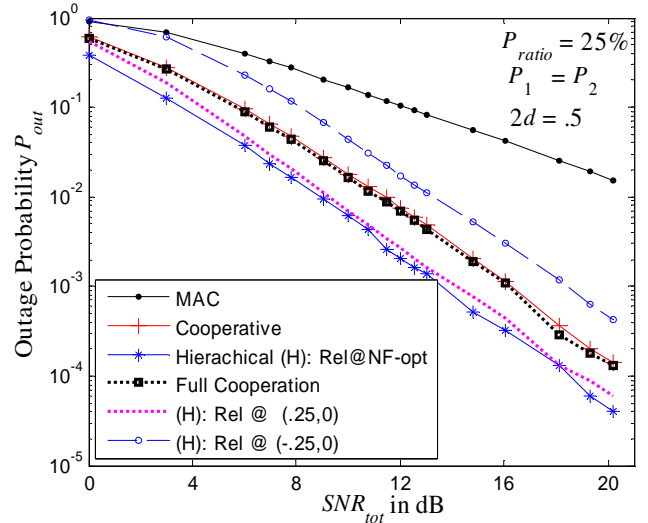 Outage Probability P_out
10^0
10^-1
10^-2
10^-3
10^-4
10^-5
P_ratio = 25%
P_1 = P_2
2d = .5
MAC
Cooperative
Hierachical (H): Rel@NF-opt
Full Cooperation
(H): Rel @ (.25,0)
(H): Rel @ (-.25,0)
0 4 8 12 16 20
SNR_tot in dB